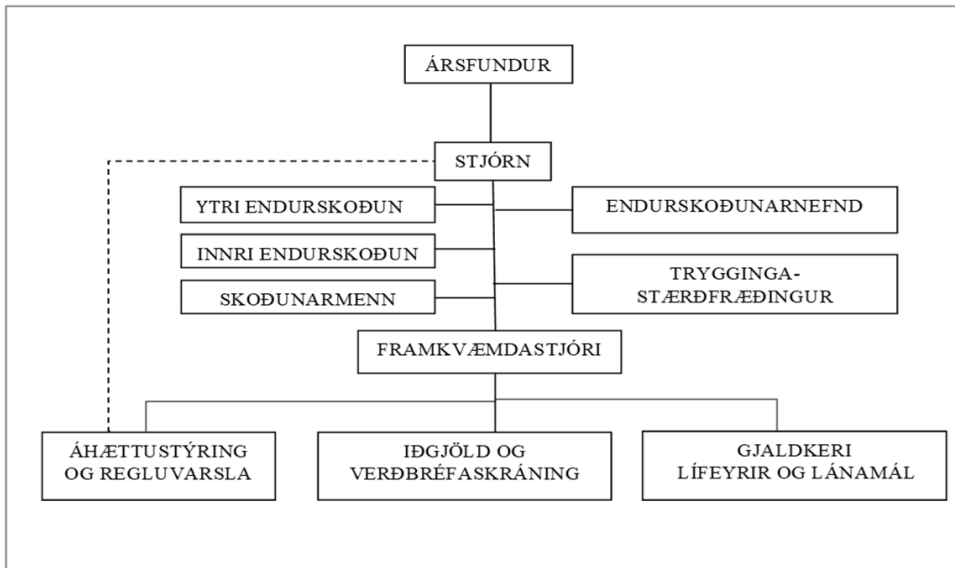 ÁRSFUNDUR
STJÓRN
YTRI ENDURSKOÐUN
ENDURSKOÐUNARNEFND
INNRI ENDURSKOÐUN
TRYGGINGA-
STÆRÐFRÆÐINGUR
SKOÐUNARMENN
FRAMKVÆMDASTJÓRI
ÁHÆTTUSTÝRING
OG REGLUVARSLA
IÐGJÖLD OG
VERÐBRÉFASKRÁNING
GJALDKERI
LÍFEYRIR OG LÁNAMÁL